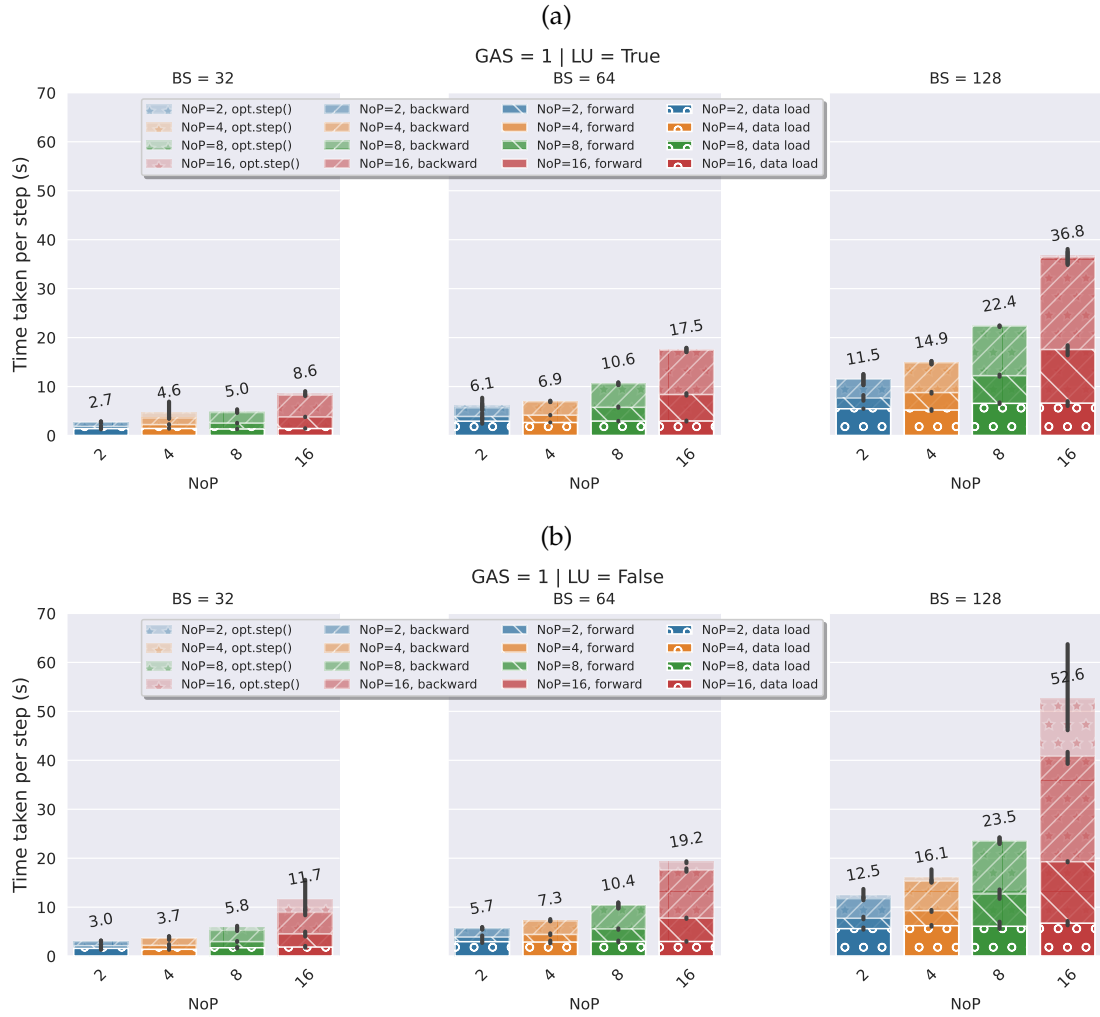 (a)
GAS = 1 | LU = True
BS = 32 BS = 64 BS = 128
NoP=2, opt.step() NoP=2, backward NoP=2, forward NoP=2, data load
NoP=4, opt.step() NoP=4, backward NoP=4, forward NoP=4, data load
NoP=8, opt.step() NoP=8, backward NoP=8, forward NoP=8, data load
NoP=16, opt.step() NoP=16, backward NoP=16, forward NoP=16, data load
Time taken per step (s)
70
60
50
40
30
20
10
0
2.7 4.6 5.0 8.6
6.1 6.9 10.6 17.5
11.5 14.9 22.4 36.8
2 4 8 16 2 4 8 16 2 4 8 16
NoP NoP NoP
(b)
GAS = 1 | LU = False
BS = 32 BS = 64 BS = 128
NoP=2, opt.step() NoP=2, backward NoP=2, forward NoP=2, data load
NoP=4, opt.step() NoP=4, backward NoP=4, forward NoP=4, data load
NoP=8, opt.step() NoP=8, backward NoP=8, forward NoP=8, data load
NoP=16, opt.step() NoP=16, backward NoP=16, forward NoP=16, data load
Time taken per step (s)
70
60
50
40
30
20
10
0
3.0 3.7 5.8 11.7
5.7 7.3 10.4 19.2
12.5 16.1 23.5 52.6
2 4 8 16 2 4 8 16 2 4 8 16
NoP NoP NoP